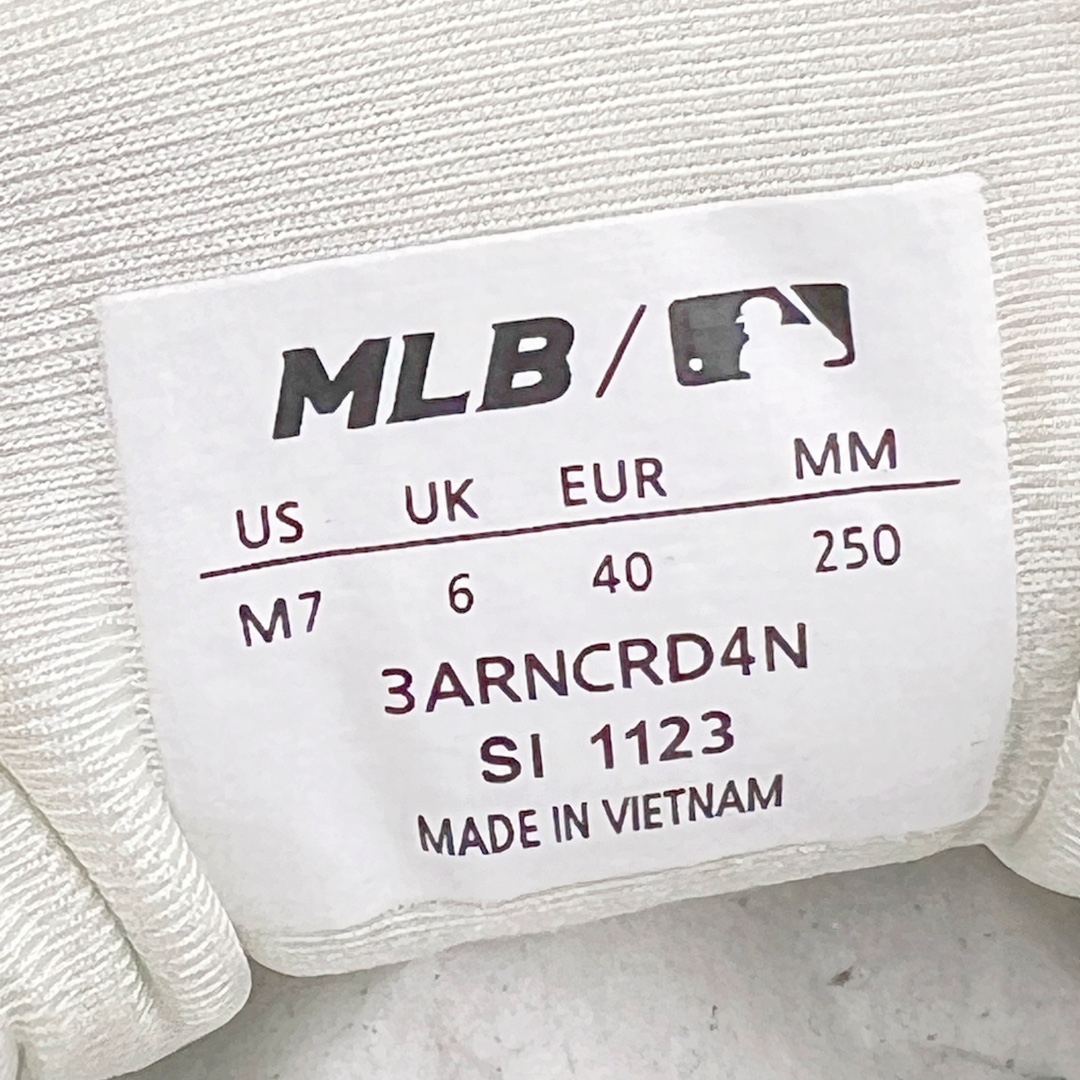 MLB /
US UK EUR MM
M7 6 40 250
3ARNCRD4N
SI 1123
MADE IN VIETNAM